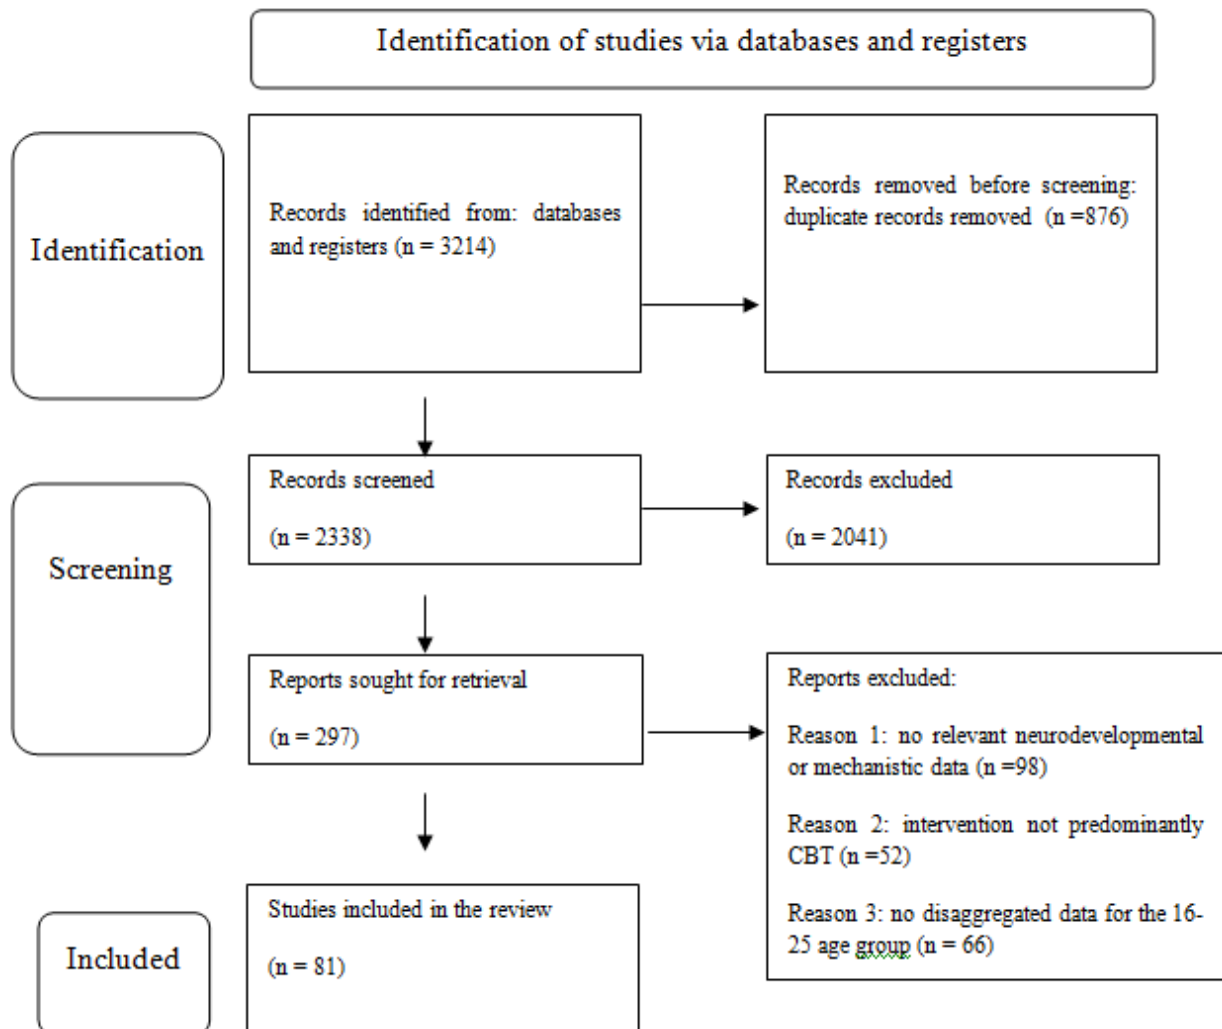 Identification of studies via databases and registers
Identification
Records identified from: databases
and registers (n = 3214)
Records removed before screening:
duplicate records removed (n =876)
Screening
Records screened
(n = 2338)
Records excluded
(n = 2041)
Reports sought for retrieval
(n = 297)
Reports excluded:
Reason 1: no relevant neurodevelopmental
or mechanistic data (n =98)
Reason 2: intervention not predominantly
CBT (n =52)
Reason 3: no disaggregated data for the 16-
25 age group (n = 66)
Included
Studies included in the review
(n = 81)